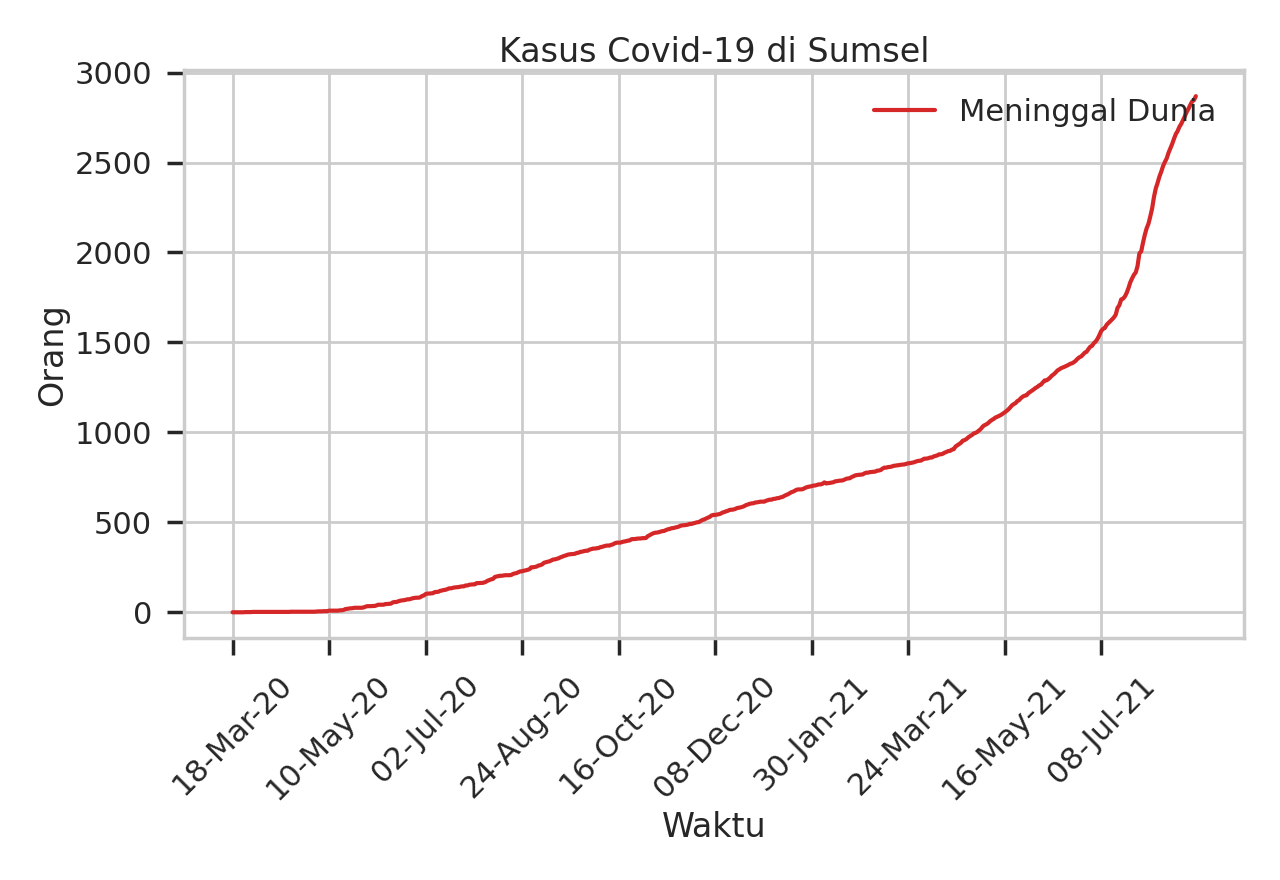 Kasus Covid-19 di Sumsel
Meninggal Dunia
3000
2500
2000
1500
1000
500
0
Orang
18-Mar-20
10-May-20
02-Jul-20
24-Aug-20
16-Oct-20
08-Dec-20
30-Jan-21
24-Mar-21
16-May-21
08-Jul-21
Waktu